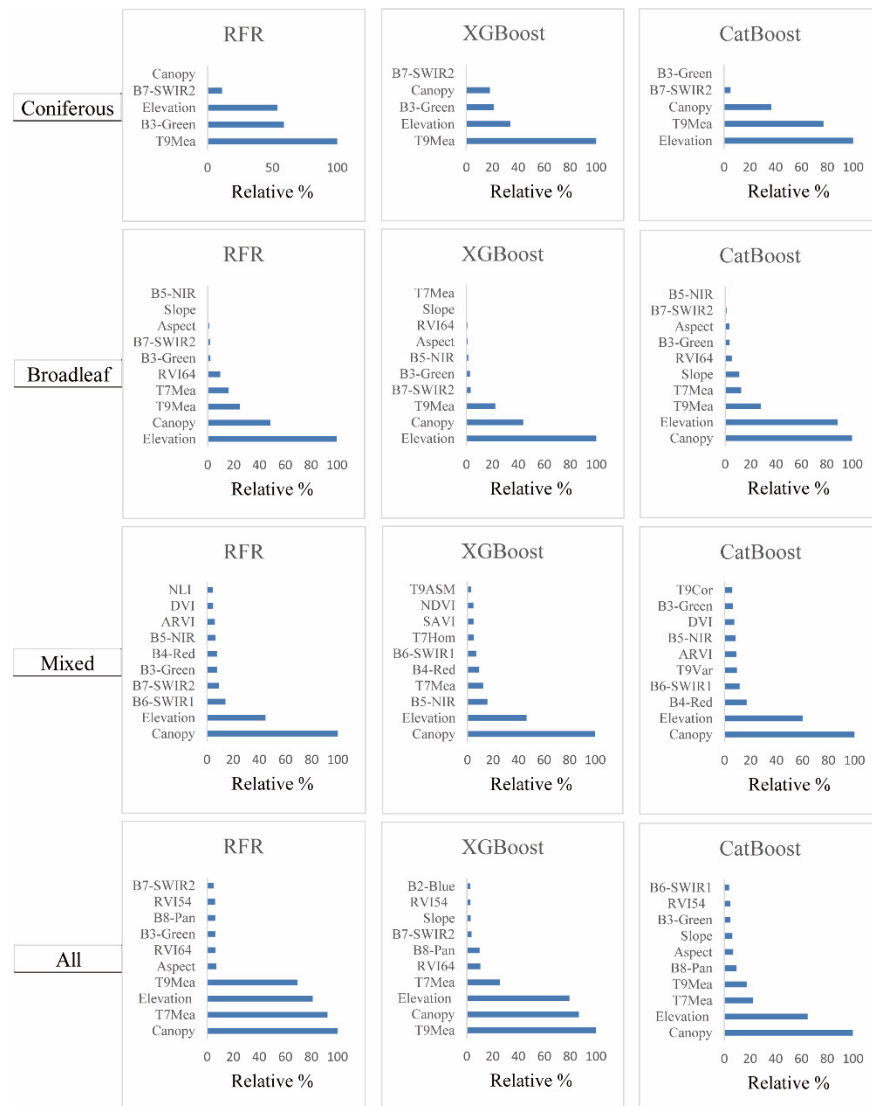 RFR
Canopy
B7-SWIR2
Elevation
B3-Green
T9Mea
0 50 100
Relative %
XGBoost
B7-SWIR2
Canopy
B3-Green
Elevation
T9Mea
0 20 40 60 80 100
Relative %
CatBoost
B3-Green
B7-SWIR2
Canopy
T9Mea
Elevation
0 20 40 60 80 100
Relative %
Coniferous
RFR
B5-NIR
Slope
Aspect
B7-SWIR2
B3-Green
RVI64
T7Mea
T9Mea
Canopy
Elevation
0 20 40 60 80 100
Relative %
XGBoost
T7Mea
Slope
RVI64
Aspect
B5-NIR
B3-Green
B7-SWIR2
T9Mea
Canopy
Elevation
0 20 40 60 80 100
Relative %
CatBoost
B5-NIR
B7-SWIR2
Aspect
B3-Green
RVI64
Slope
T7Mea
T9Mea
Elevation
Canopy
0 20 40 60 80 100
Relative %
Broadleaf
RFR
NLI
DVI
ARVI
B5-NIR
B4-Red
B3-Green
B7-SWIR2
B6-SWIR1
Elevation
Canopy
0 20 40 60 80 100
Relative %
XGBoost
T9ASM
NDVI
SAVI
T7Hom
B6-SWIR1
B4-Red
T7Mea
B5-NIR
Elevation
Canopy
0 20 40 60 80 100
Relative %
CatBoost
T9Cor
B3-Green
DVI
B5-NIR
ARVI
T9Var
B6-SWIR1
B4-Red
Elevation
Canopy
0 20 40 60 80 100
Relative %
Mixed
RFR
B7-SWIR2
RVI54
B8-Pan
B3-Green
RVI64
Aspect
T9Mea
Elevation
T7Mea
Canopy
0 20 40 60 80 100
Relative %
XGBoost
B2-Blue
RVI54
Slope
B7-SWIR2
B8-Pan
RVI64
T7Mea
Elevation
Canopy
T9Mea
0 20 40 60 80 100
Relative %
CatBoost
B6-SWIR1
RVI54
B3-Green
Slope
Aspect
B8-Pan
T9Mea
T7Mea
Elevation
Canopy
0 20 40 60 80 100
Relative %
All